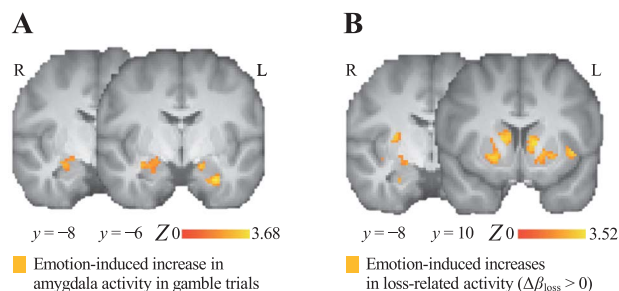 A
B
R
L
R
L
y = −8
y = −6
Z 0
3.68
y = −8
y = 10
Z 0
3.52
Emotion-induced increase in
amygdala activity in gamble trials
Emotion-induced increases
in loss-related activity (Δβloss > 0)